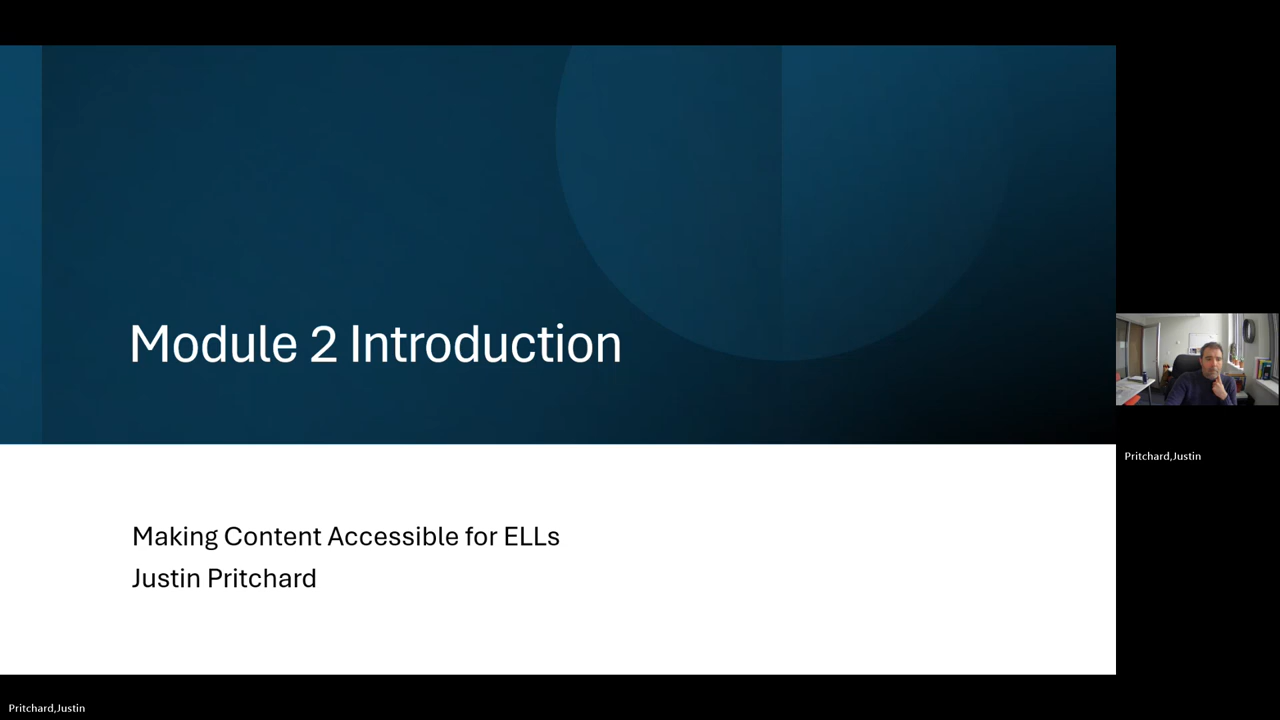 Module 2 Introduction
Making Content Accessible for ELLs
Justin Pritchard
Pritchard,Justin
Pritchard,Justin